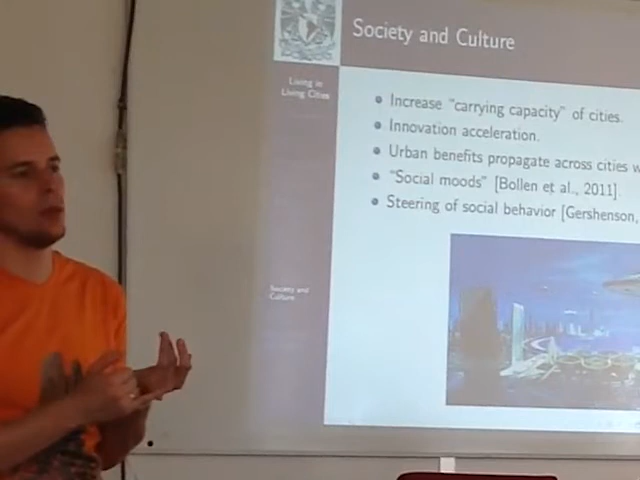 Society and Culture
Living in
Living Cities
Increase "carrying capacity" of cities.
Innovation acceleration.
Urban benefits propagate across cities
"Social moods" [Bollen et al., 2011].
Steering of social behavior [Gershenson,
Society and
Culture